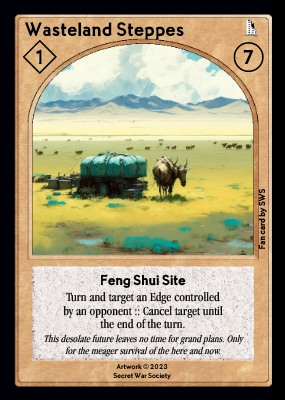 Wasteland Steppes
1
7
Fan card by SWS
Feng Shui Site
Turn and target an Edge controlled
by an opponent :: Cancel target until
the end of the turn.
This desolate future leaves no time for grand plans. Only
for the meager survival of the here and now.
Artwork © 2023
Secret War Society